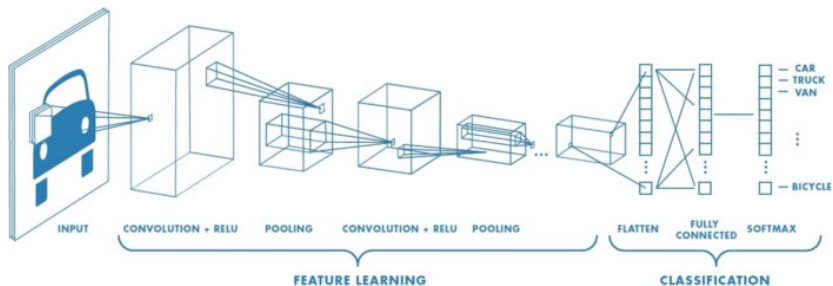 CAR
TRUCK
VAN
BICYCLE
INPUT
CONVOLUTION + RELU
POOLING
CONVOLUTION + RELU
POOLING
FLATTEN
FULLY
CONNECTED
SOFTMAX
FEATURE LEARNING
CLASSIFICATION